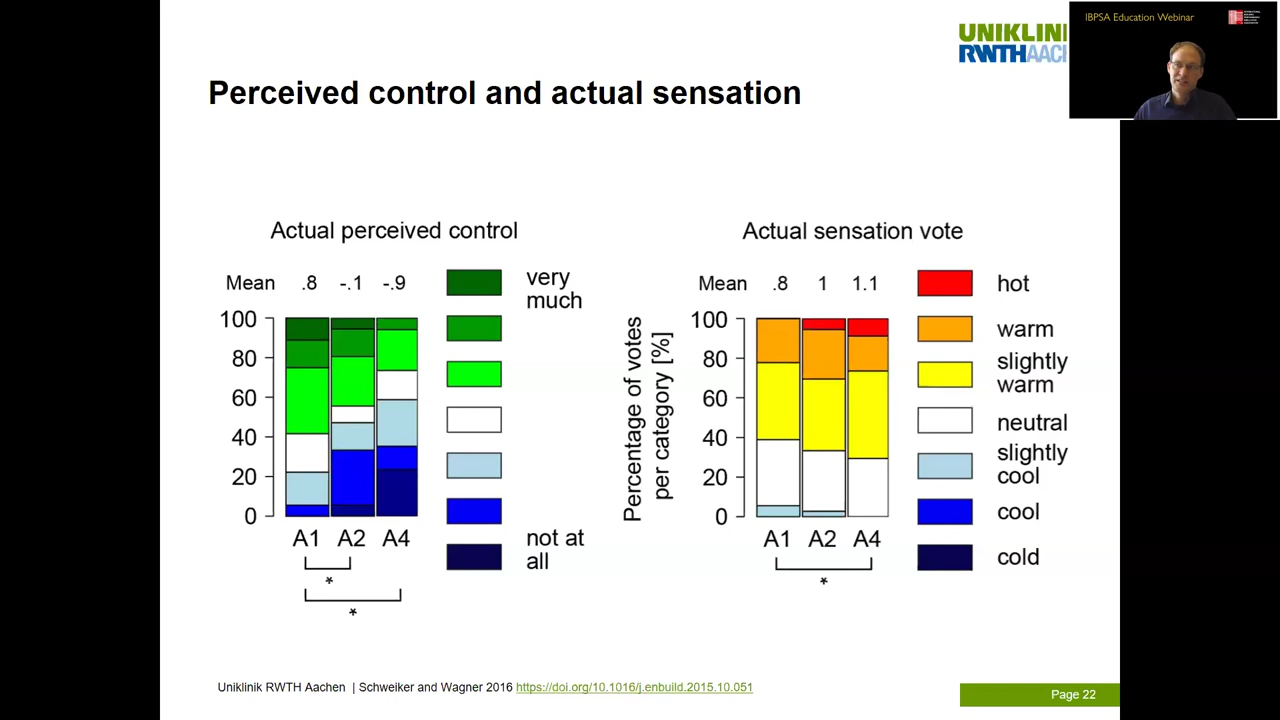 IBPSA Education Webinar
UNIKLINI
RWTHAAC
Perceived control and actual sensation
Actual perceived control
Mean .8 -.1 -.9
100
80
60
40
20
0
A1 A2 A4
*
*
very
much
not at
all
Actual sensation vote
Mean .8 1 1.1
Percentage of votes
per category [%]
100
80
60
40
20
0
A1 A2 A4
*
hot
warm
slightly
warm
neutral
slightly
cool
cool
cold
Uniklinik RWTH Aachen | Schweiker and Wagner 2016 https://doi.org/10.1016/j.enbuild.2015.10.051
Page 22